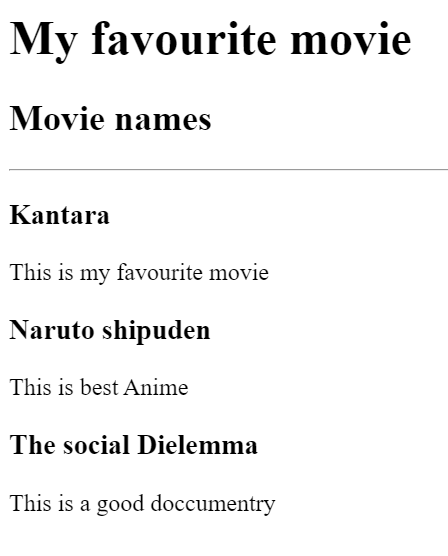 My favourite movie
Movie names
Kantara
This is my favourite movie
Naruto shipuden
This is best Anime
The social Dielemma
This is a good doccumentry